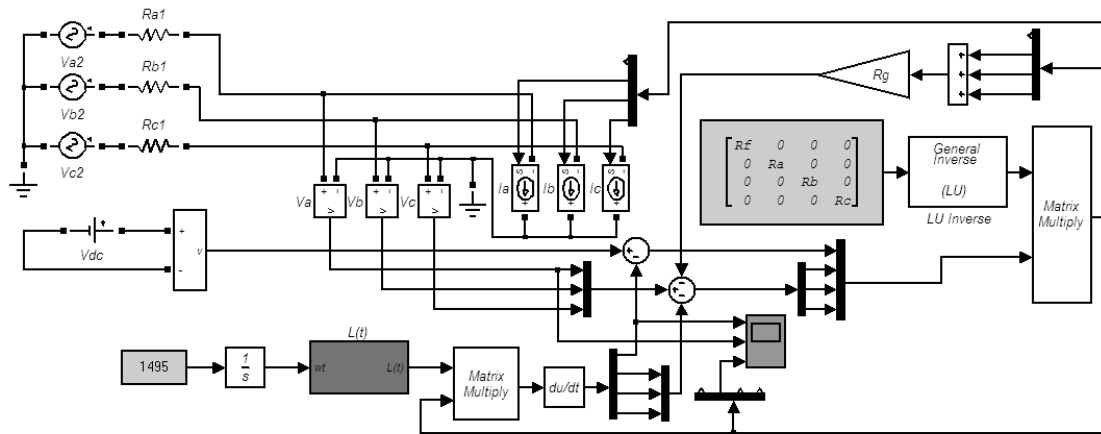 Ra1
Va2
Rb1
Vb2
Rc1
Vc2
Rg
Rf 0 0 0
0 Ra 0 0
0 0 Rb 0
0 0 0 Rc
General
Inverse
(LU)
LU Inverse
Matrix
Multiply
Va
Vb
Vc
Ia
Ib
Ic
s
s
s
v
v
v
Vdc
v
L(t)
1495
1
s
wt
L(t)
Matrix
Multiply
du/dt